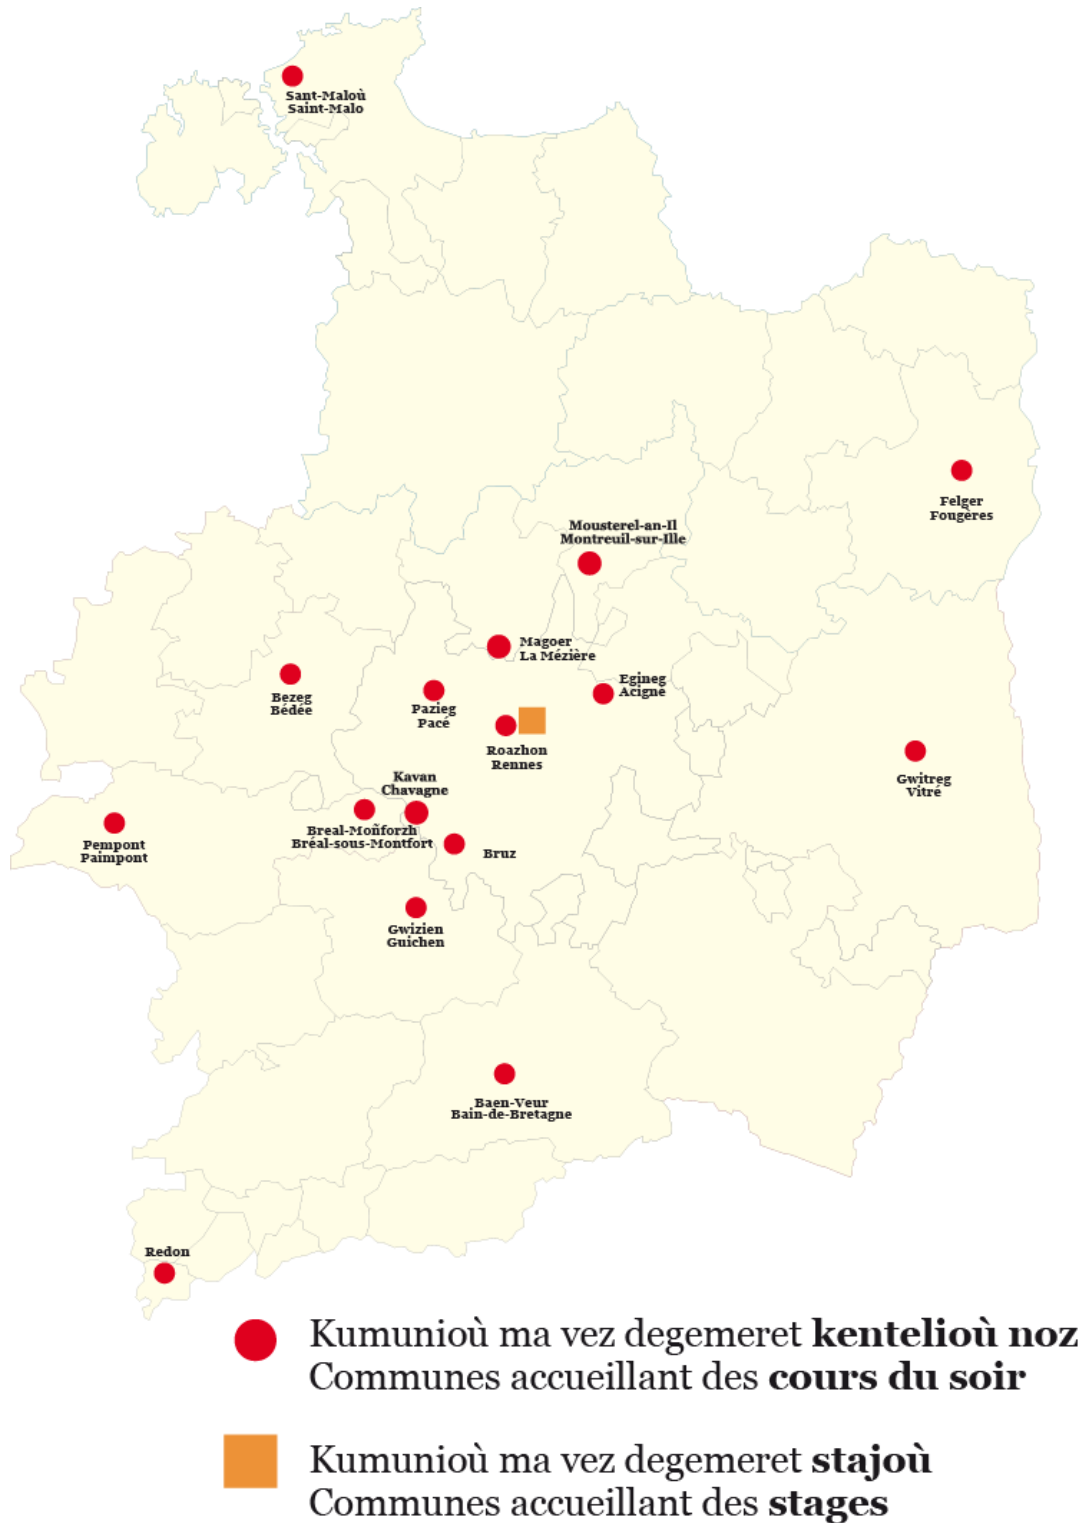 Sant-Maloù
Saint-Malo
Felger
Fougères
Mousterel-an-Il
Montreuil-sur-Ille
Magoer
La Mézière
Egineg
Acigné
Bezeg
Bédée
Pazieg
Pacé
Roazhon
Rennes
Gwitreg
Vitré
Kavan
Chavagne
Breal-Moñforzh
Bréal-sous-Montfort
Pempont
Paimpont
Bruz
Gwizien
Guichen
Baen-Veur
Bain-de-Bretagne
Redon
Kumunioù ma vez degemeret kentelioù noz
Communes accueillant des cours du soir
Kumunioù ma vez degemeret stajoù
Communes accueillant des stages